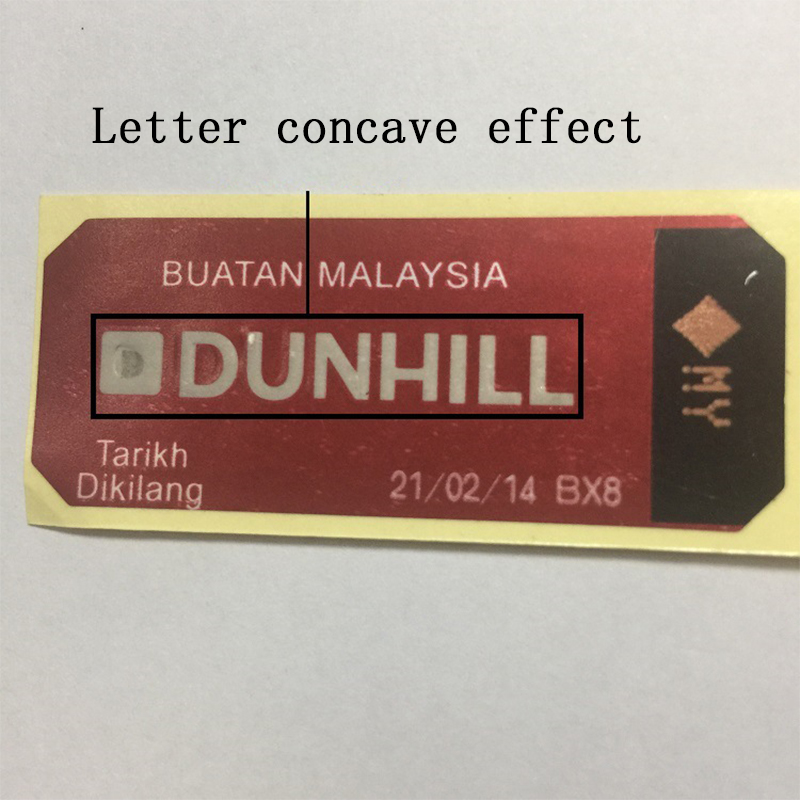 Letter concave effect
BUATAN MALAYSIA
DUNHILL
MY
Tarikh
Dikilang
21/02/14 BX8